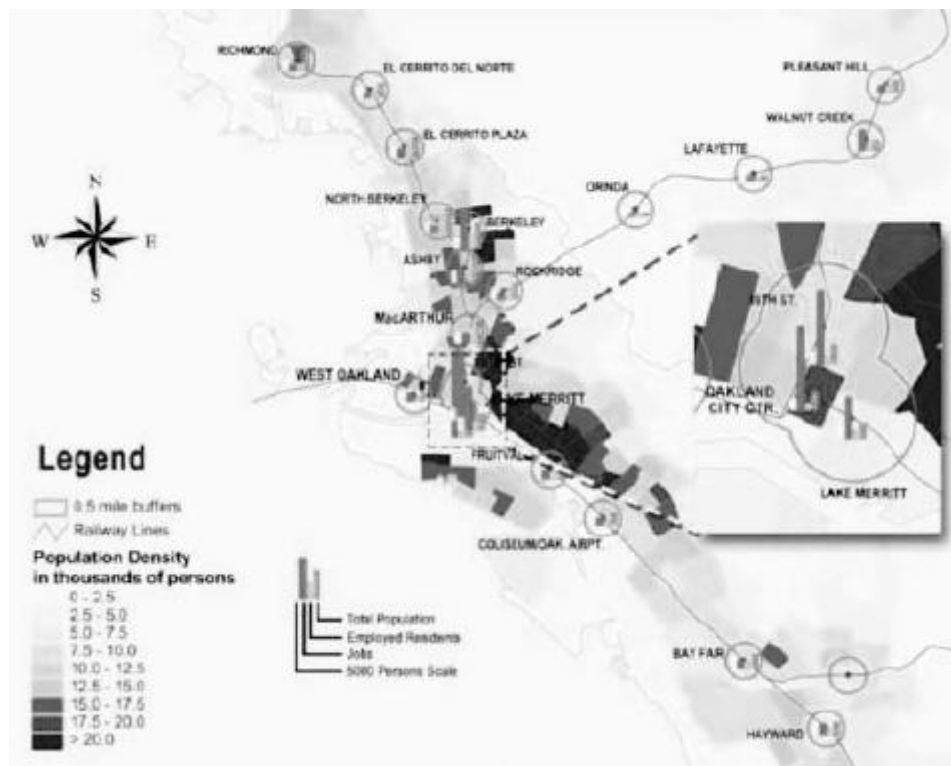 RICHMOND
EL CERRITO DEL NORTE
PLEASANT HILL
EL CERRITO PLAZA
WALNUT CREEK
LAFAYETTE
ORINDA
NORTH BERKELEY
BERKELEY
ASHBY
ROCKRIDGE
MacARTHUR
WEST OAKLAND
LAKE MERRITT
FRUITVAL
COLISEUM/OAK. AIRPT.
BAY FAIR
HAYWARD
N
W
E
S
19TH ST.
OAKLAND
CITY CTR.
LAKE MERRITT
Legend
0.5 mile buffers
Railway Lines
Population Density
in thousands of persons
0 - 2.5
2.5 - 5.0
5.0 - 7.5
7.5 - 10.0
10.0 - 12.5
12.5 - 15.0
15.0 - 17.5
17.5 - 20.0
> 20.0
Total Population
Employed Residents
Jobs
5000 Persons Scale